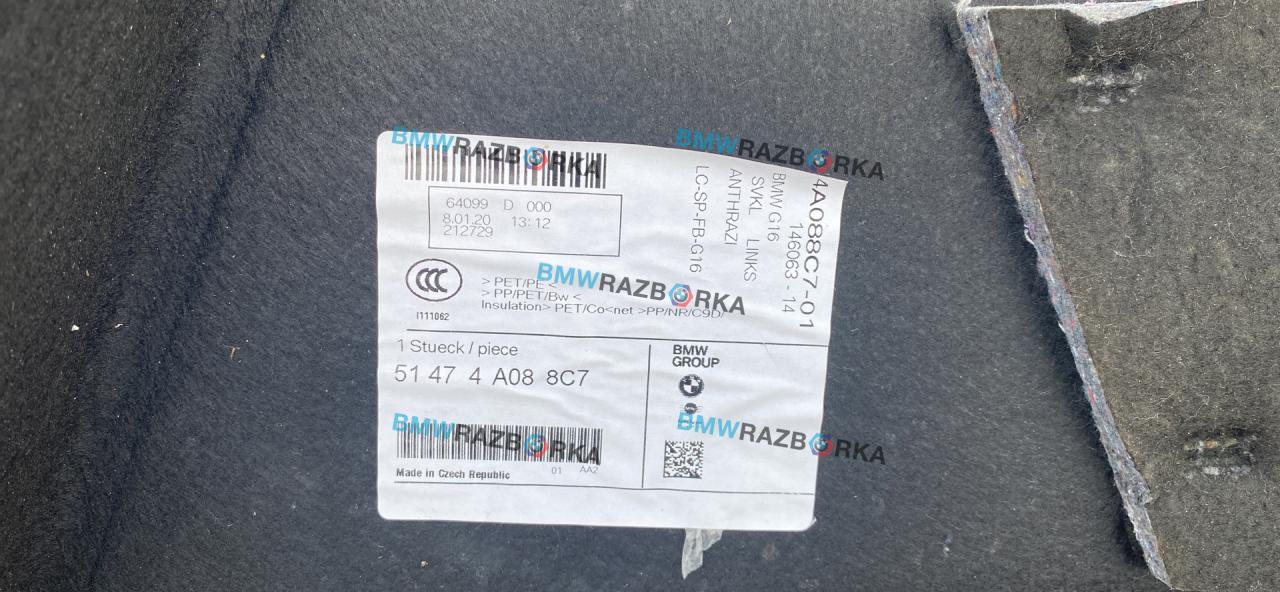 BMWRAZBORKA
BMWRAZBORKA
64099 D 000
8.01.20 13:12
212729
CCC
I111062
> PET/PE <
> PP/PET/Bw <
Insulation> PET/Co<net >PP/NR/C9D/
BMWRAZBORKA
4A088C7-01
146063 - 14
BMW G16
SVKL LINKS
ANTHRAZI
LC-SP-FB-G16
1 Stueck / piece
51 47 4 A08 8C7
BMWRAZBORKA
01 AA2
Made in Czech Republic
BMW
GROUP
BMWRAZBORKA